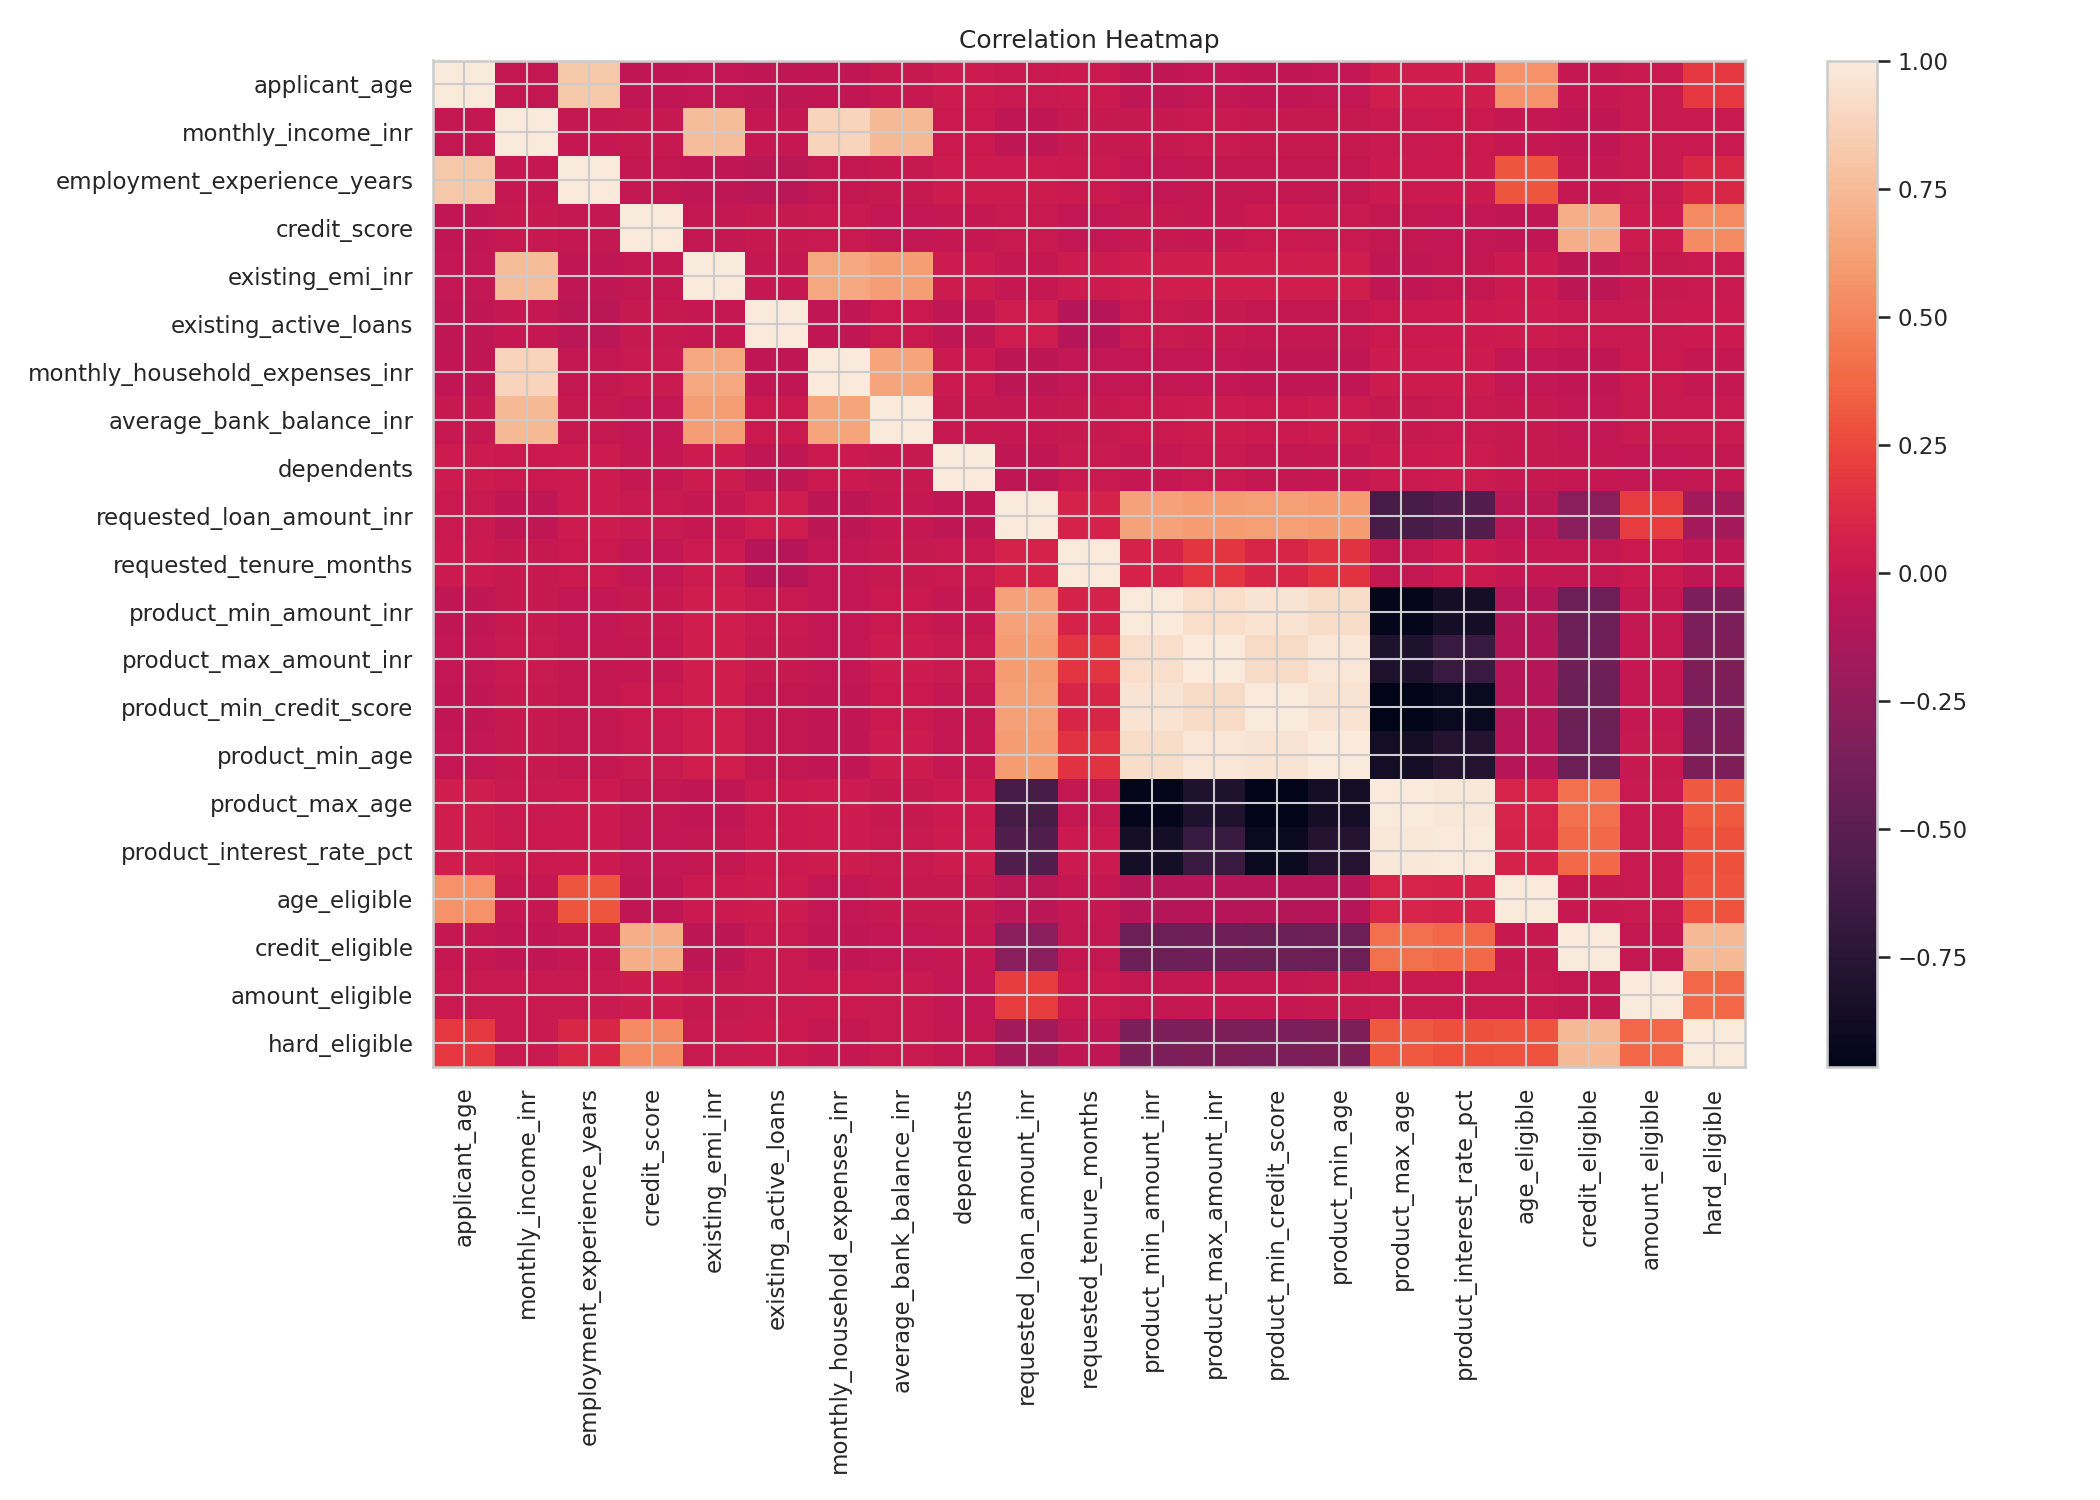 Correlation Heatmap
applicant_age
monthly_income_inr
employment_experience_years
credit_score
existing_emi_inr
existing_active_loans
monthly_household_expenses_inr
average_bank_balance_inr
dependents
requested_loan_amount_inr
requested_tenure_months
product_min_amount_inr
product_max_amount_inr
product_min_credit_score
product_min_age
product_max_age
product_interest_rate_pct
age_eligible
credit_eligible
amount_eligible
hard_eligible
applicant_age
monthly_income_inr
employment_experience_years
credit_score
existing_emi_inr
existing_active_loans
monthly_household_expenses_inr
average_bank_balance_inr
dependents
requested_loan_amount_inr
requested_tenure_months
product_min_amount_inr
product_max_amount_inr
product_min_credit_score
product_min_age
product_max_age
product_interest_rate_pct
age_eligible
credit_eligible
amount_eligible
hard_eligible
1.00
0.75
0.50
0.25
0.00
−0.25
−0.50
−0.75